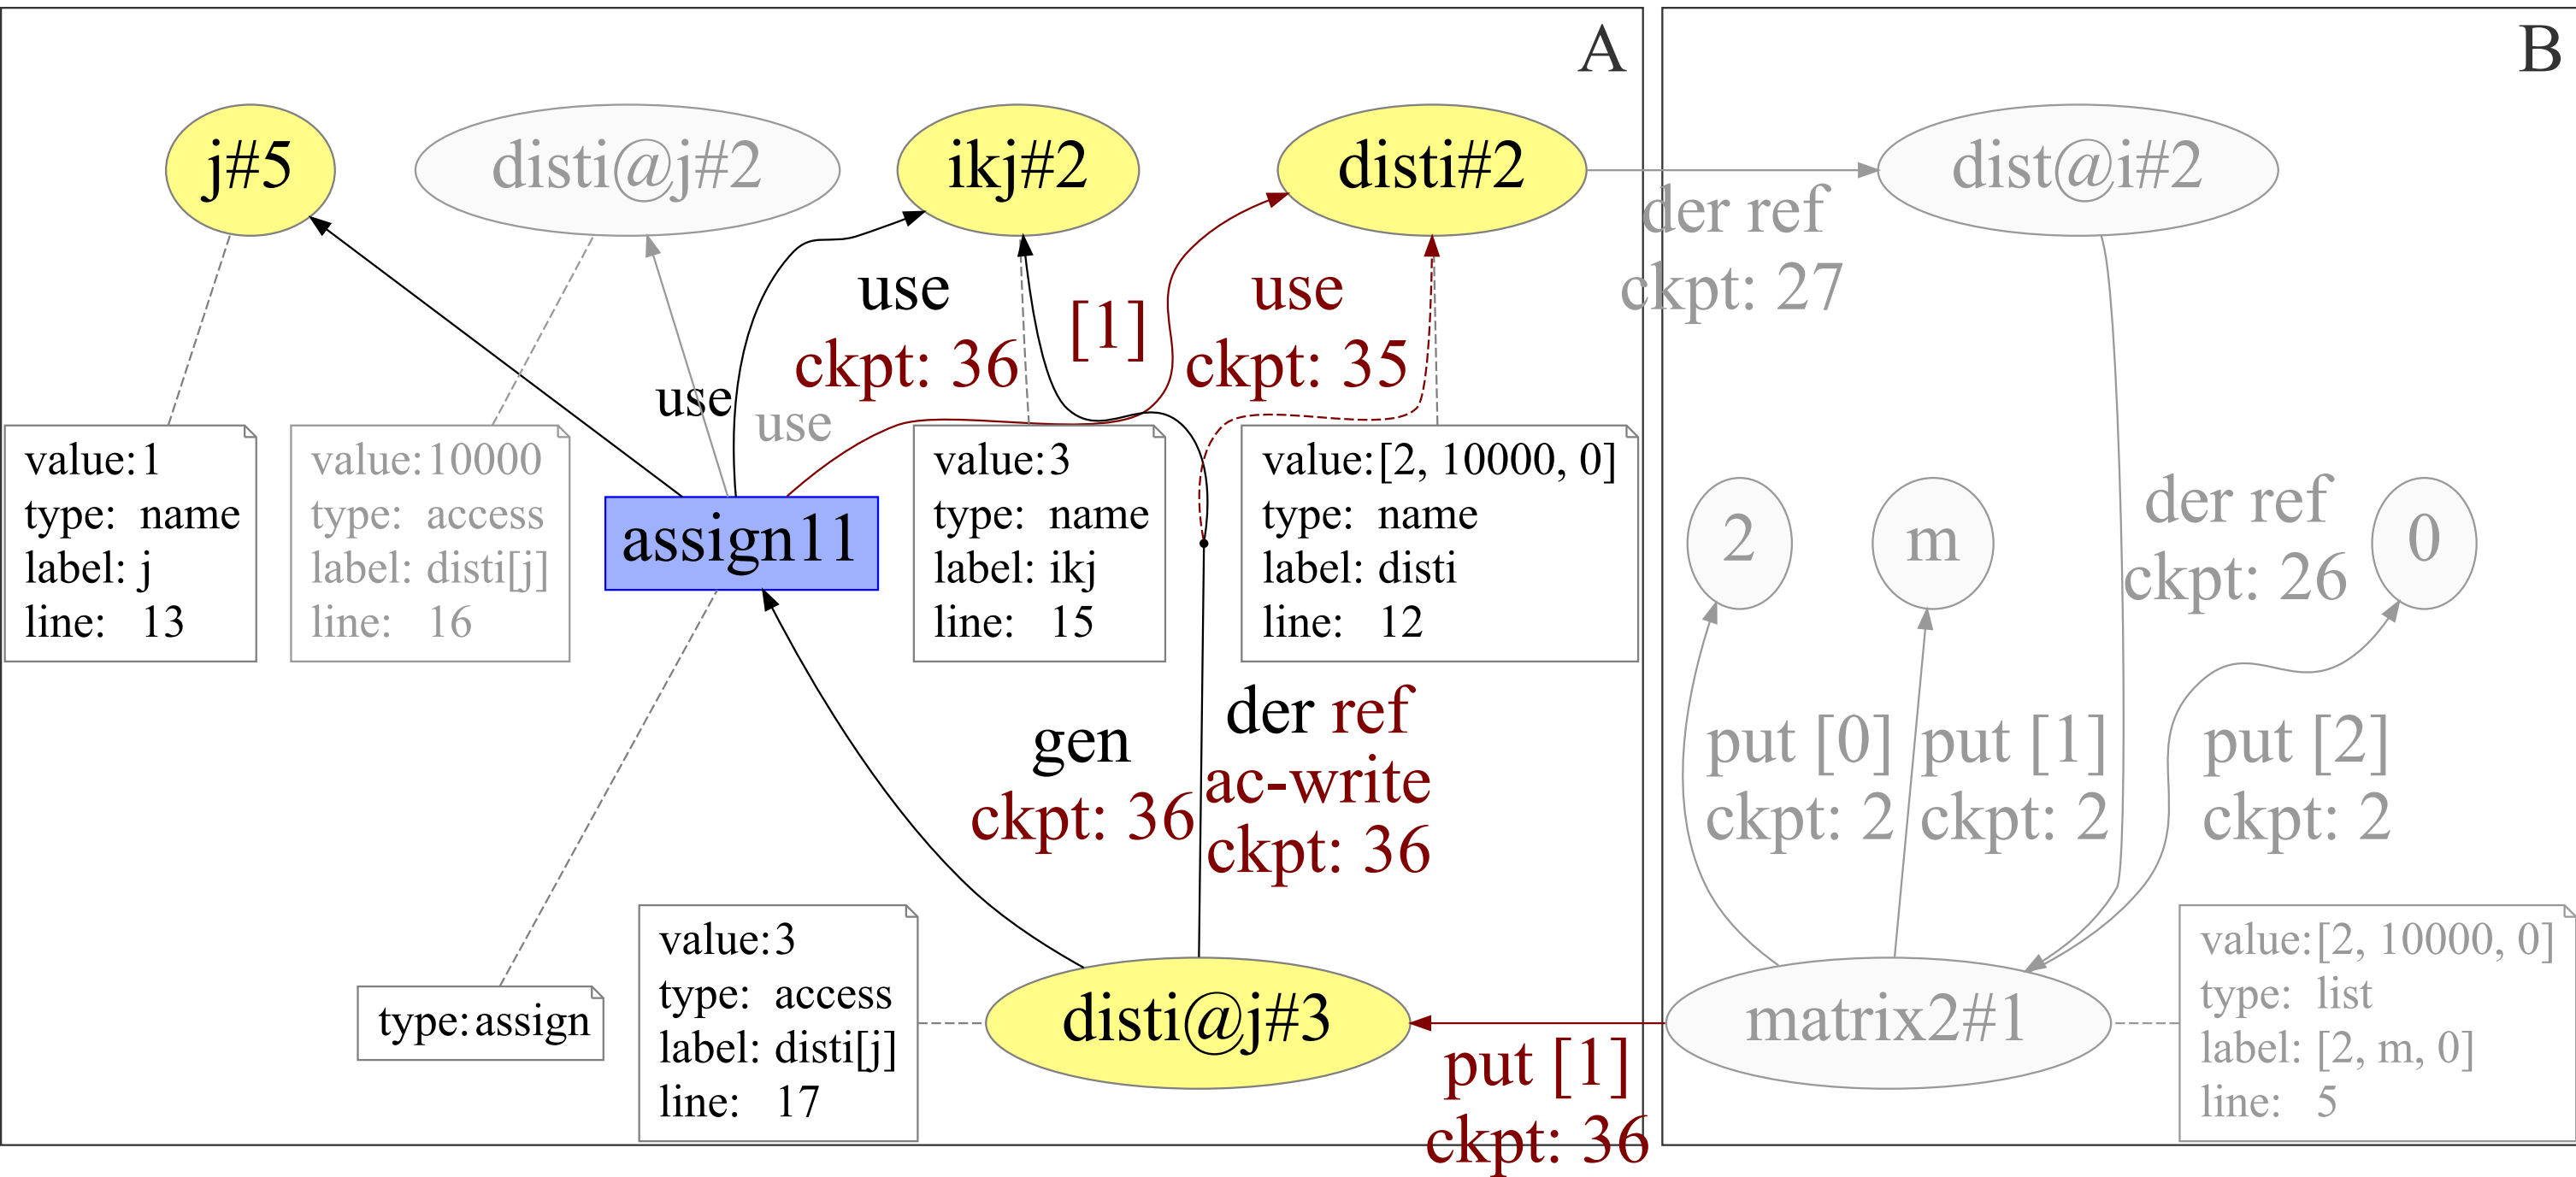 A
B
j#5
disti@j#2
ikj#2
disti#2
dist@i#2
der ref
ckpt: 27
use
ckpt: 36
[1]
use
ckpt: 35
use
use
value: 1
type: name
label: j
line: 13
value: 10000
type: access
label: disti[j]
line: 16
assign11
value: 3
type: name
label: ikj
line: 15
value: [2, 10000, 0]
type: name
label: disti
line: 12
2
m
der ref
ckpt: 26
0
gen
ckpt: 36
der ref
ac-write
ckpt: 36
put [0]
ckpt: 2
put [1]
ckpt: 2
put [2]
ckpt: 2
type: assign
value: 3
type: access
label: disti[j]
line: 17
disti@j#3
put [1]
ckpt: 36
matrix2#1
value: [2, 10000, 0]
type: list
label: [2, m, 0]
line: 5